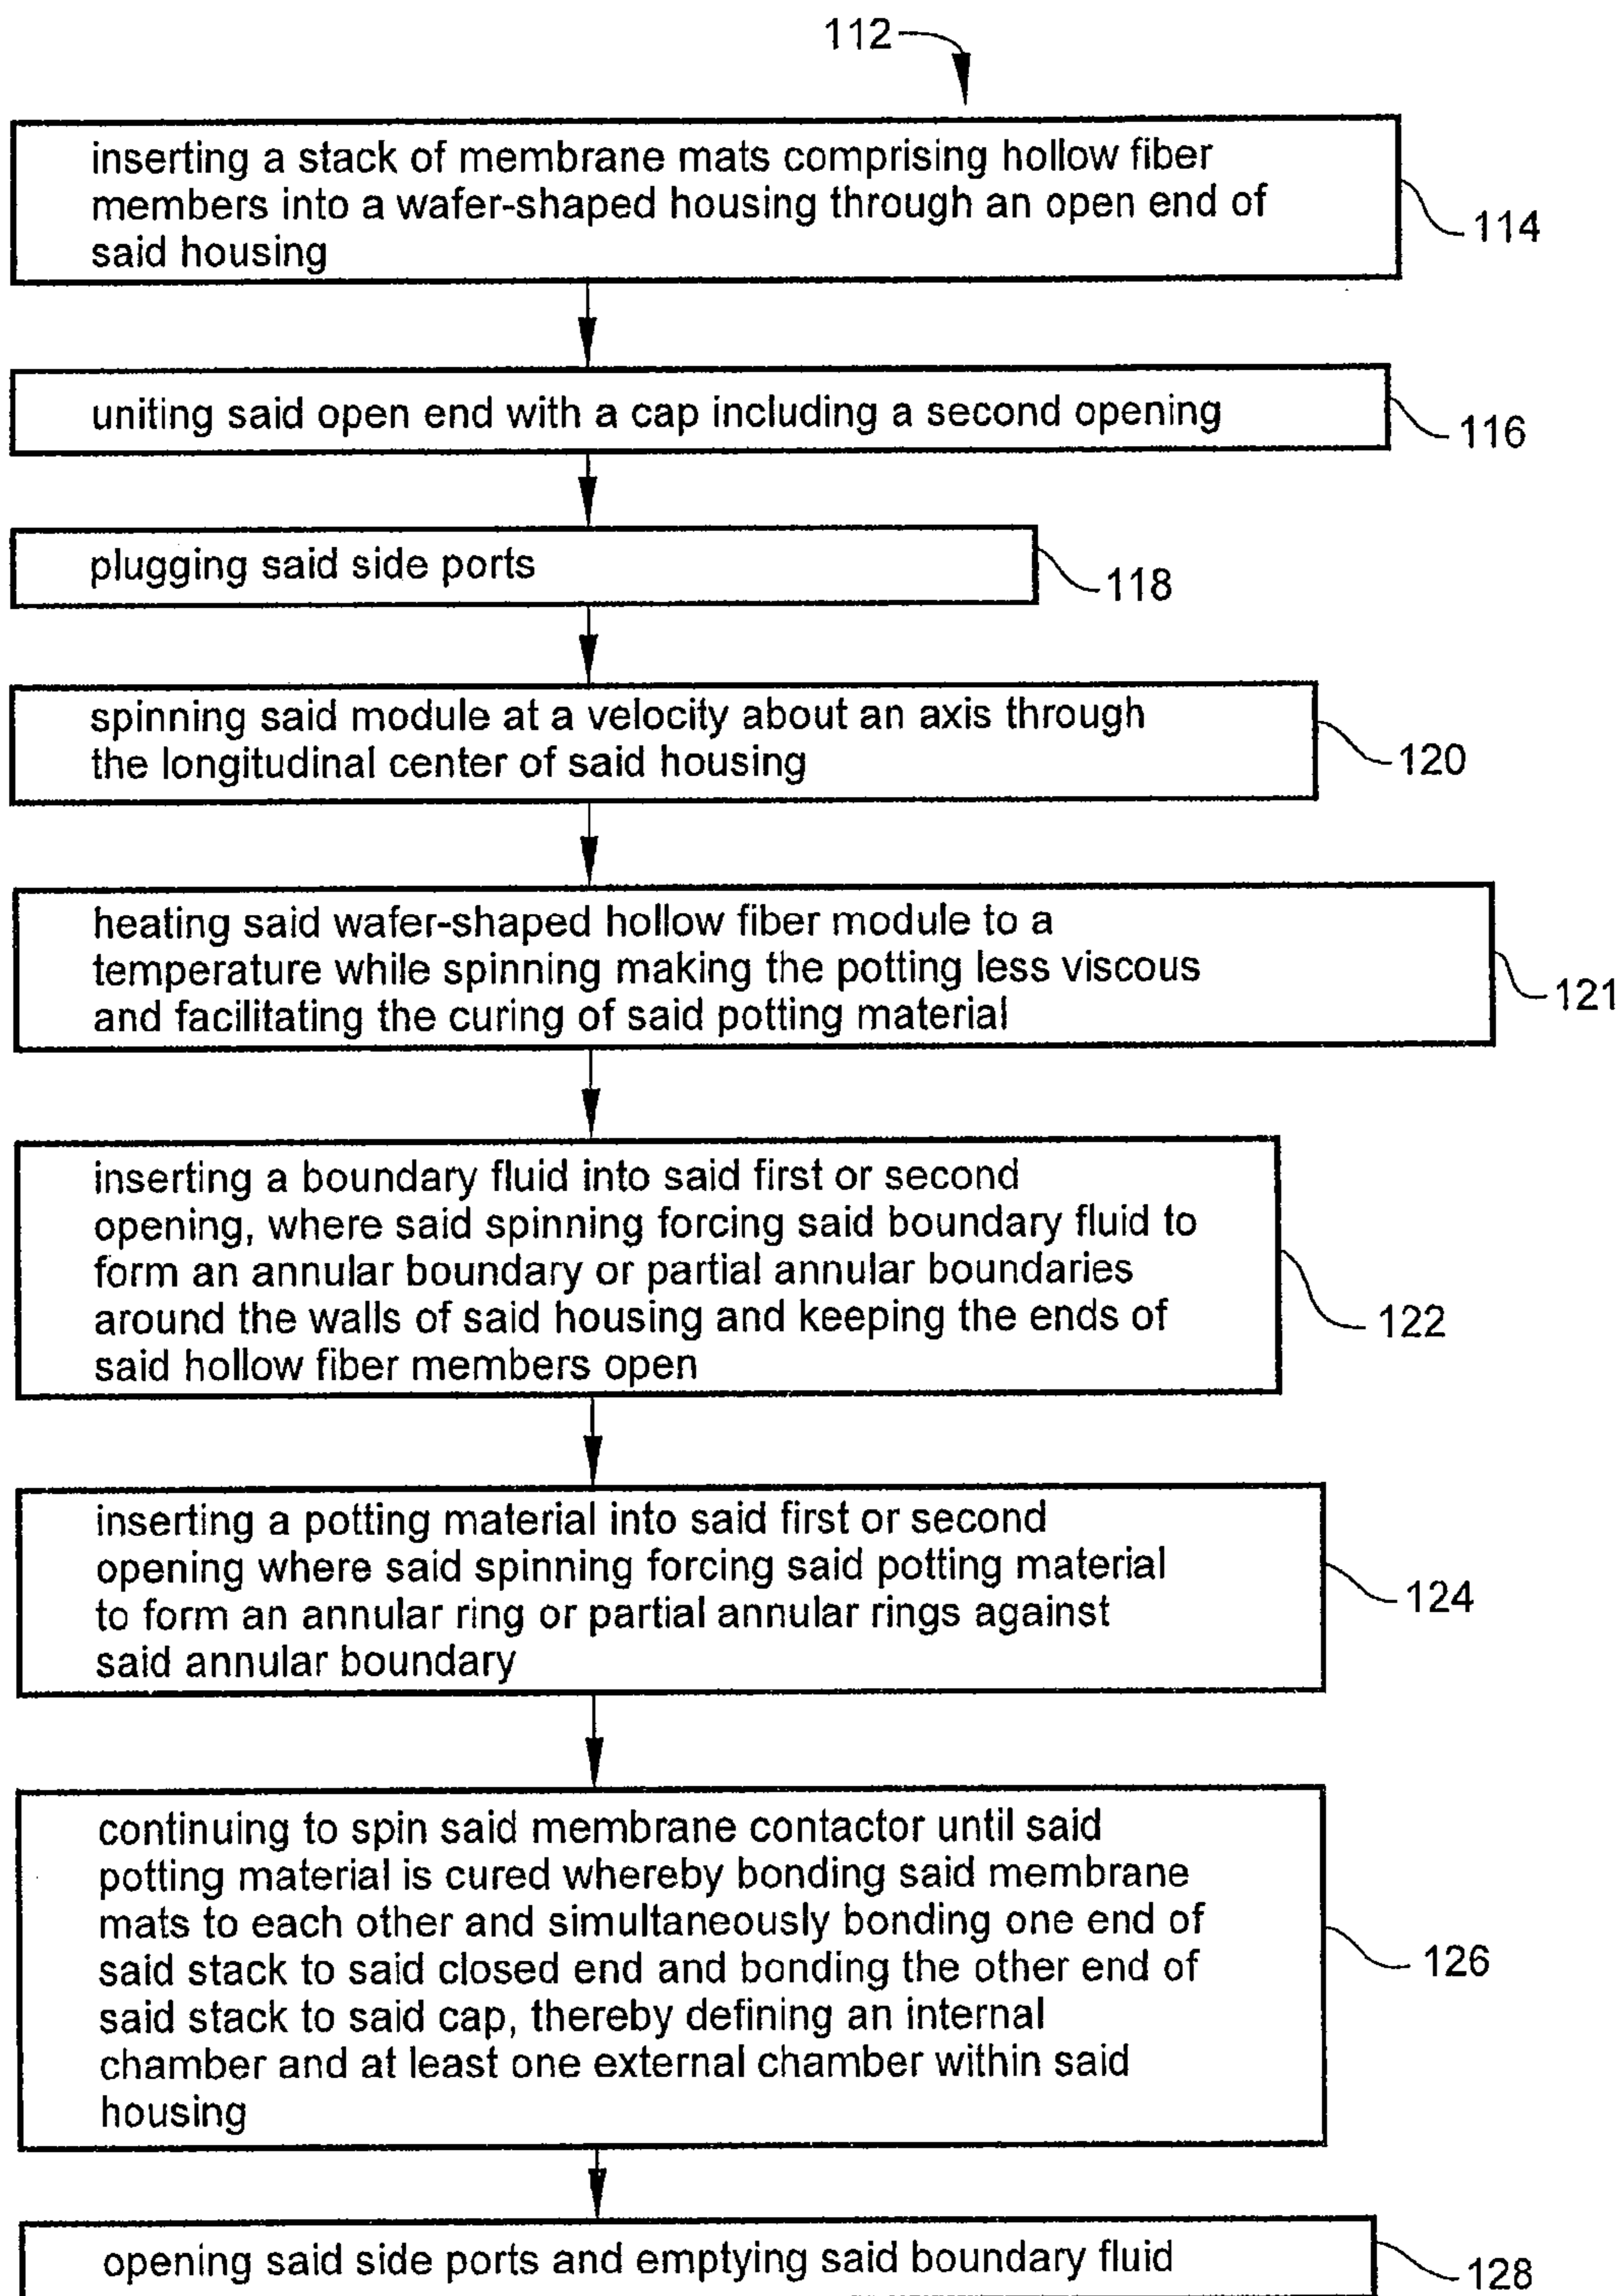 112
inserting a stack of membrane mats comprising hollow fiber
members into a wafer-shaped housing through an open end of
said housing
114
uniting said open end with a cap including a second opening
116
plugging said side ports
118
spinning said module at a velocity about an axis through
the longitudinal center of said housing
120
heating said wafer-shaped hollow fiber module to a
temperature while spinning making the potting less viscous
and facilitating the curing of said potting material
121
inserting a boundary fluid into said first or second
opening, where said spinning forcing said boundary fluid to
form an annular boundary or partial annular boundaries
around the walls of said housing and keeping the ends of
said hollow fiber members open
122
inserting a potting material into said first or second
opening where said spinning forcing said potting material
to form an annular ring or partial annular rings against
said annular boundary
124
continuing to spin said membrane contactor until said
potting material is cured whereby bonding said membrane
mats to each other and simultaneously bonding one end of
said stack to said closed end and bonding the other end of
said stack to said cap, thereby defining an internal
chamber and at least one external chamber within said
housing
126
opening said side ports and emptying said boundary fluid
128